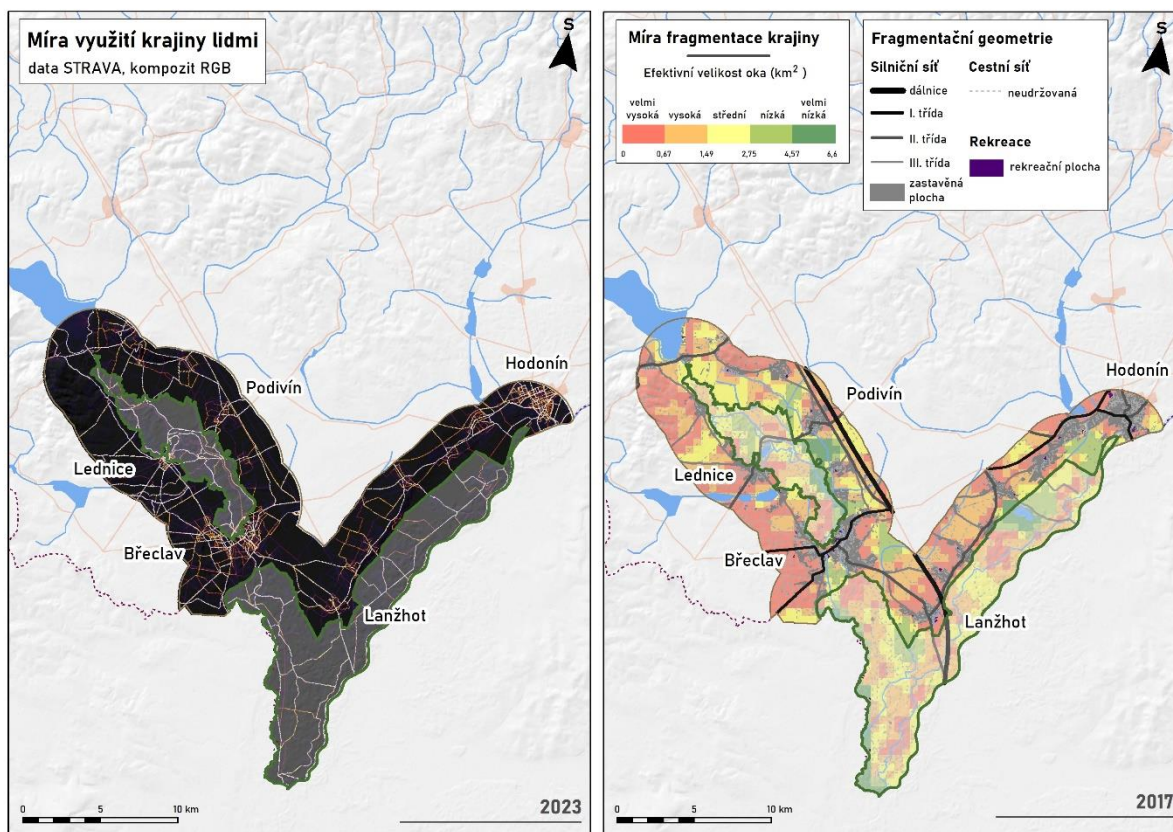 Míra využití krajiny lidmi
data STRAVA, kompozit RGB
S
Hodonín
Podivín
Lednice
Břeclav
Lanžhot
0 5 10 km
2023
Míra fragmentace krajiny
Efektivní velikost oka (km²)
velmi vysoká
vysoká
střední
nízká
velmi nízká
0 0,67 1,49 2,75 4,57 6,6
Fragmentační geometrie
Silniční síť
dálnice
I. třída
II. třída
III. třída
zastavěná
plocha
Cestní síť
neudržovaná
Rekreace
rekreační plocha
S
Hodonín
Podivín
Lednice
Břeclav
Lanžhot
0 5 10 km
2017